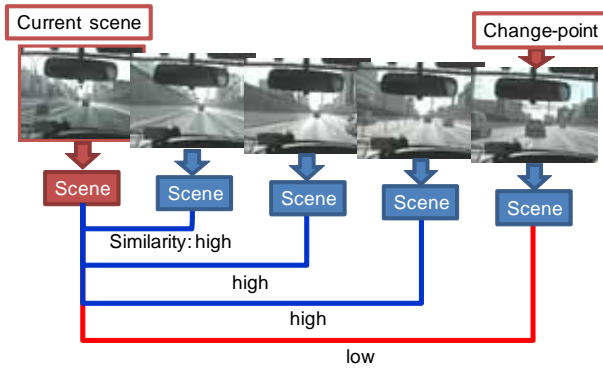 Current scene
Change-point
Scene
Scene
Scene
Scene
Scene
Similarity: high
high
high
low